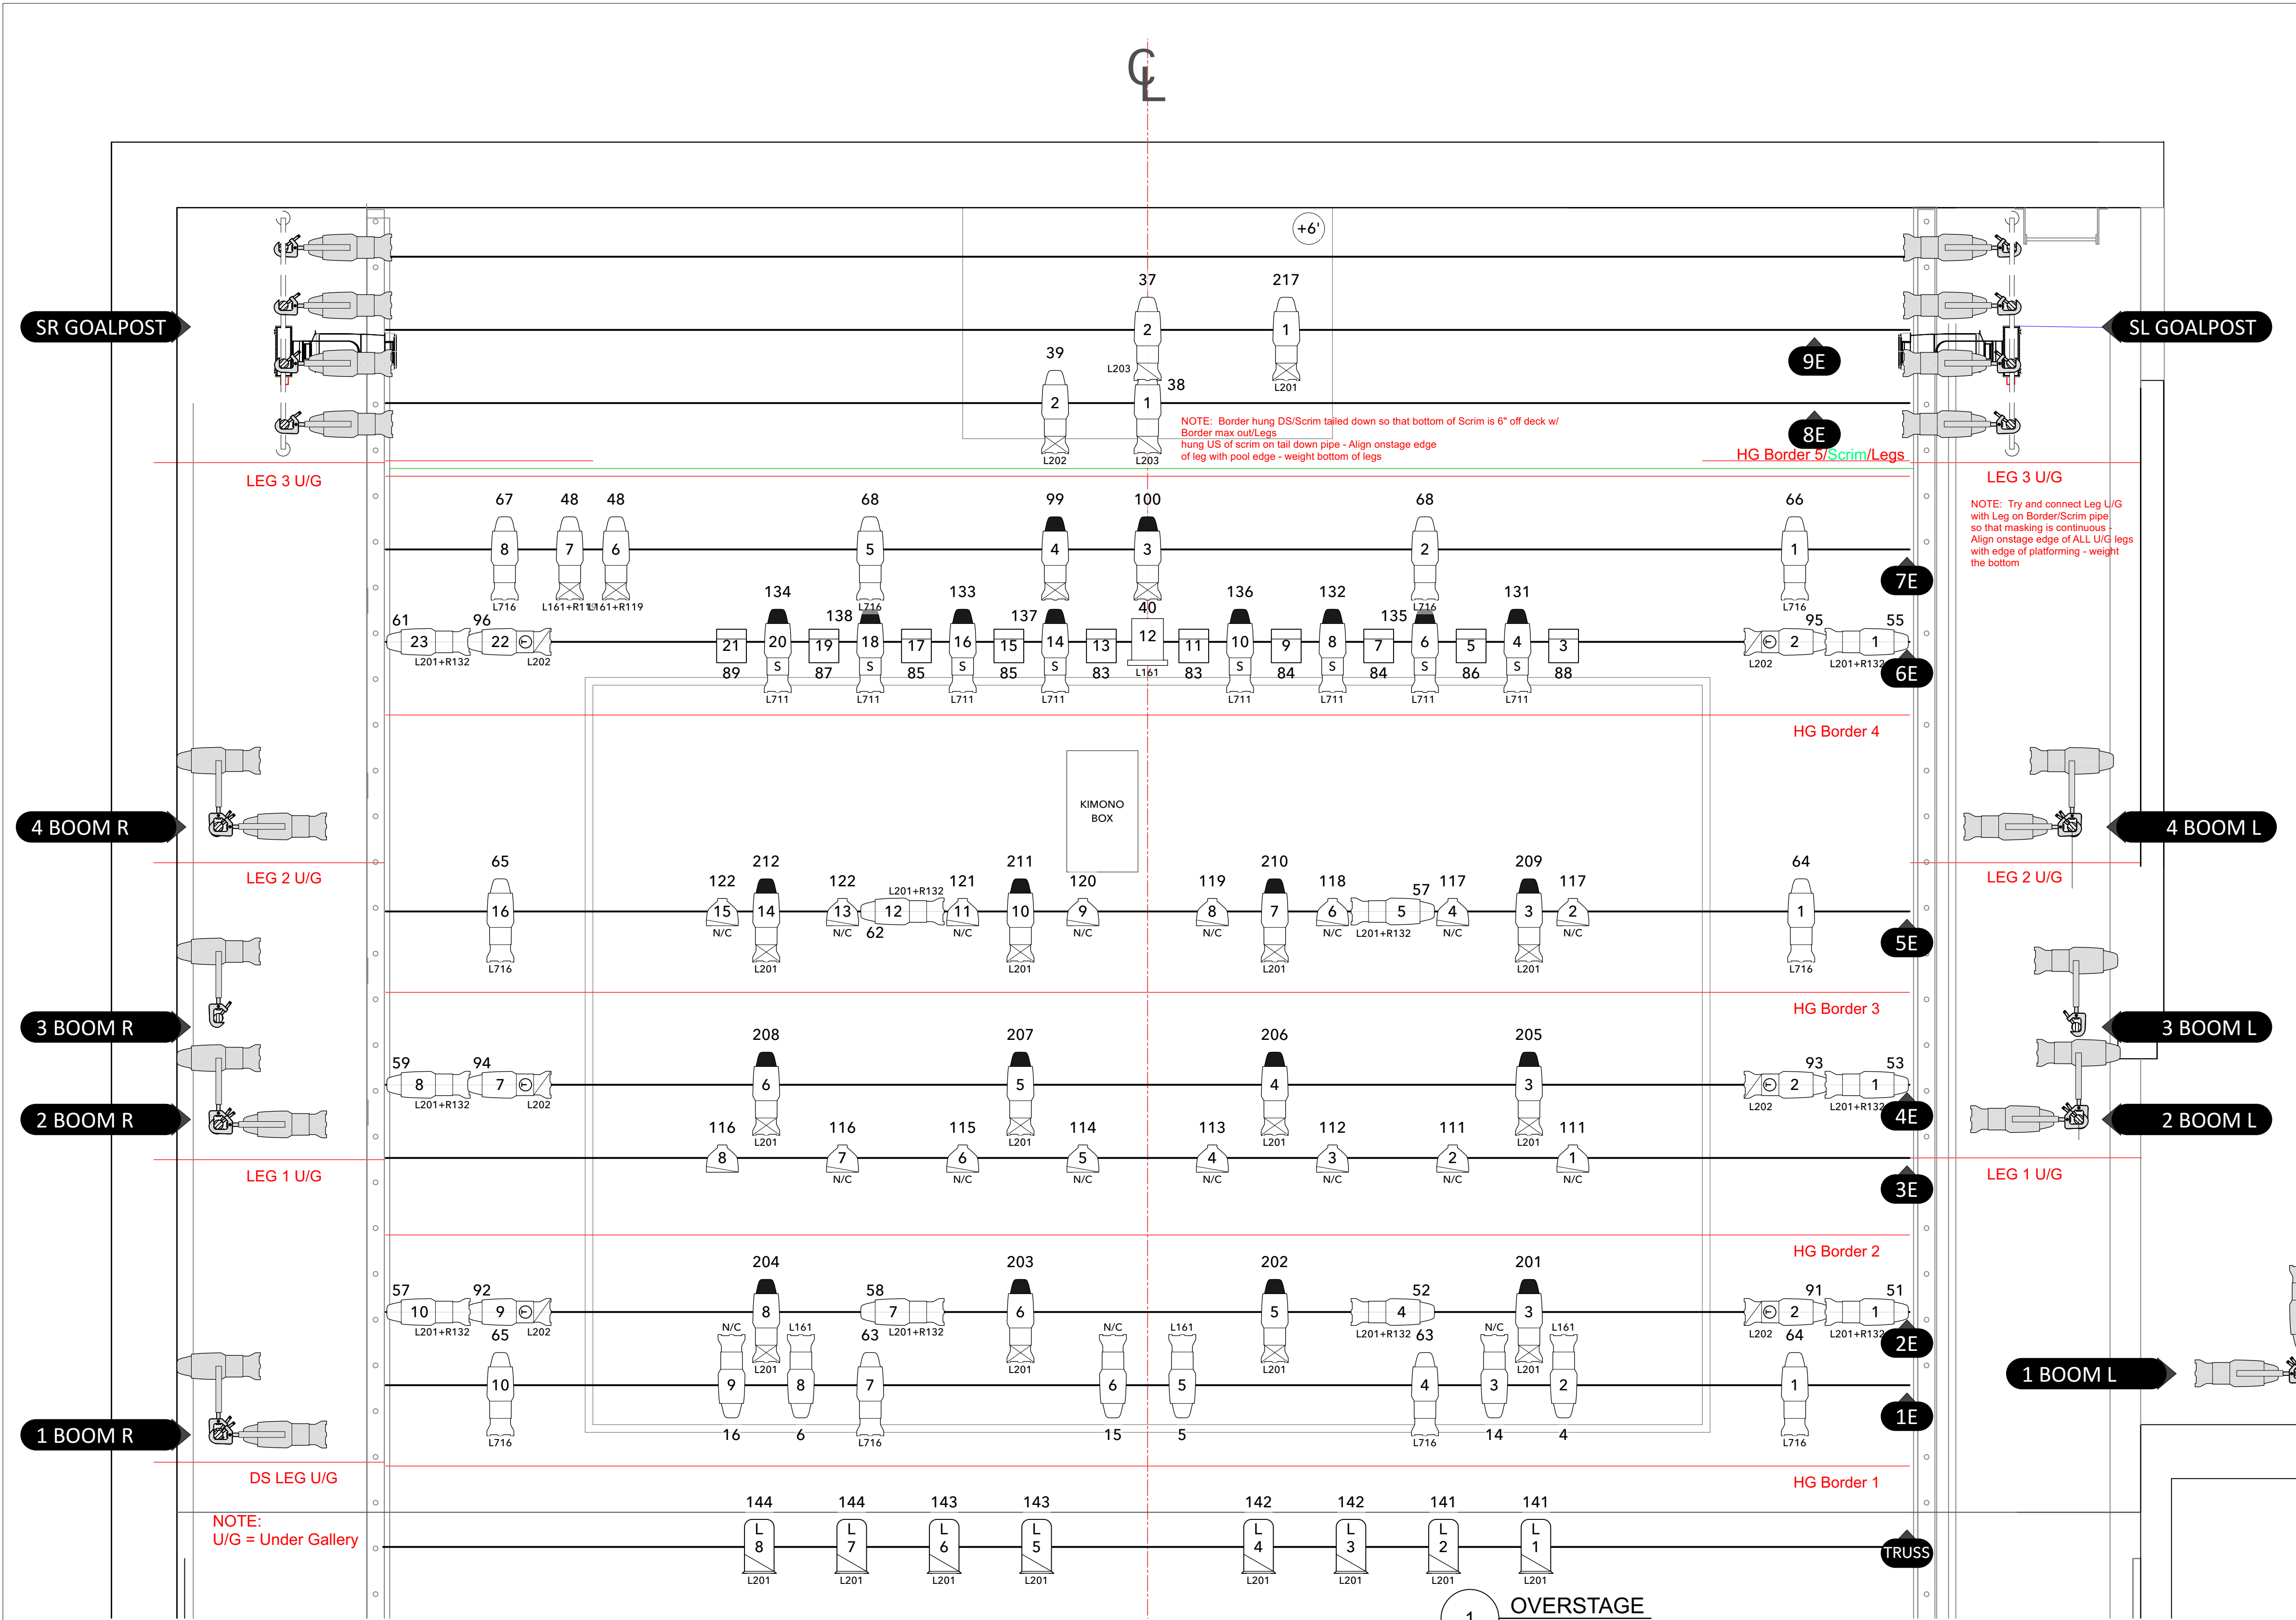 CL
+6'
37 217
SR GOALPOST
2 1
SL GOALPOST
39
L203
9E
38
L201
2 1
NOTE: Border hung DS/Scrim tailed down so that bottom of Scrim is 6" off deck w/
Border max out/Legs
hung US of scrim on tail down pipe - Align onstage edge
of leg with pool edge - weight bottom of legs
8E
L202 L203
HG Border 5/Scrim/Legs
LEG 3 U/G
LEG 3 U/G
NOTE: Try and connect Leg U/G
with Leg on Border/Scrim pipe
so that masking is continuous -
Align onstage edge of ALL U/G legs
with edge of platforming - weight
the bottom
67 48 48 68 99 100 68 66
8 7 6 5 4 3 2 1
7E
L716 L161+R119 L161+R119 L716 L716 L716
134 133 136 132 131
138 137 40 135
61 96 95 55
23 22 T 21 20 19 18 17 16 15 14 13 12 11 10 9 8 7 6 5 4 3 T 2 1
S S S S S S S S
L201+R132 L202 L161 L202 L201+R132
89 87 85 85 83 83 84 84 86 88
6E
L711 L711 L711 L711 L711 L711 L711 L711
HG Border 4
KIMONO
BOX
4 BOOM R
4 BOOM L
LEG 2 U/G
LEG 2 U/G
65 212 211 210 209 64
122 122 L201+R132 121 120 119 118 57 117 117
16 15 14 13 12 11 10 9 8 7 6 5 4 3 2 1
N/C N/C 62 N/C N/C N/C N/C L201+R132 N/C N/C
5E
L716 L201 L201 L201 L201 L716
HG Border 3
3 BOOM R
3 BOOM L
208 207 206 205
59 94 93 53
8 7 T 6 5 4 3 T 2 1
L201+R132 L202 L202 L201+R132
4E
2 BOOM R
2 BOOM L
L201 L201 L201 L201
116 116 115 114 113 112 111 111
8 7 6 5 4 3 2 1
N/C N/C N/C N/C N/C N/C N/C
LEG 1 U/G
LEG 1 U/G
3E
HG Border 2
204 203 202 201
57 92 58 52 91 51
10 9 T 8 7 6 5 4 3 T 2 1
L201+R132 L202 L201+R132 L201+R132 L202 L201+R132
2E
65 N/C L161 63 N/C L161 63 N/C L161 64
L201 L201 L201 L201
1 BOOM L
10 9 8 7 6 5 4 3 2 1
1E
16 6 15 5 14 4
L716 L716 L716 L716
1 BOOM R
DS LEG U/G
HG Border 1
NOTE:
U/G = Under Gallery
144 144 143 143 142 142 141 141
L L L L L L L L
8 7 6 5 4 3 2 1
TRUSS
L201 L201 L201 L201 L201 L201 L201 L201
1 OVERSTAGE